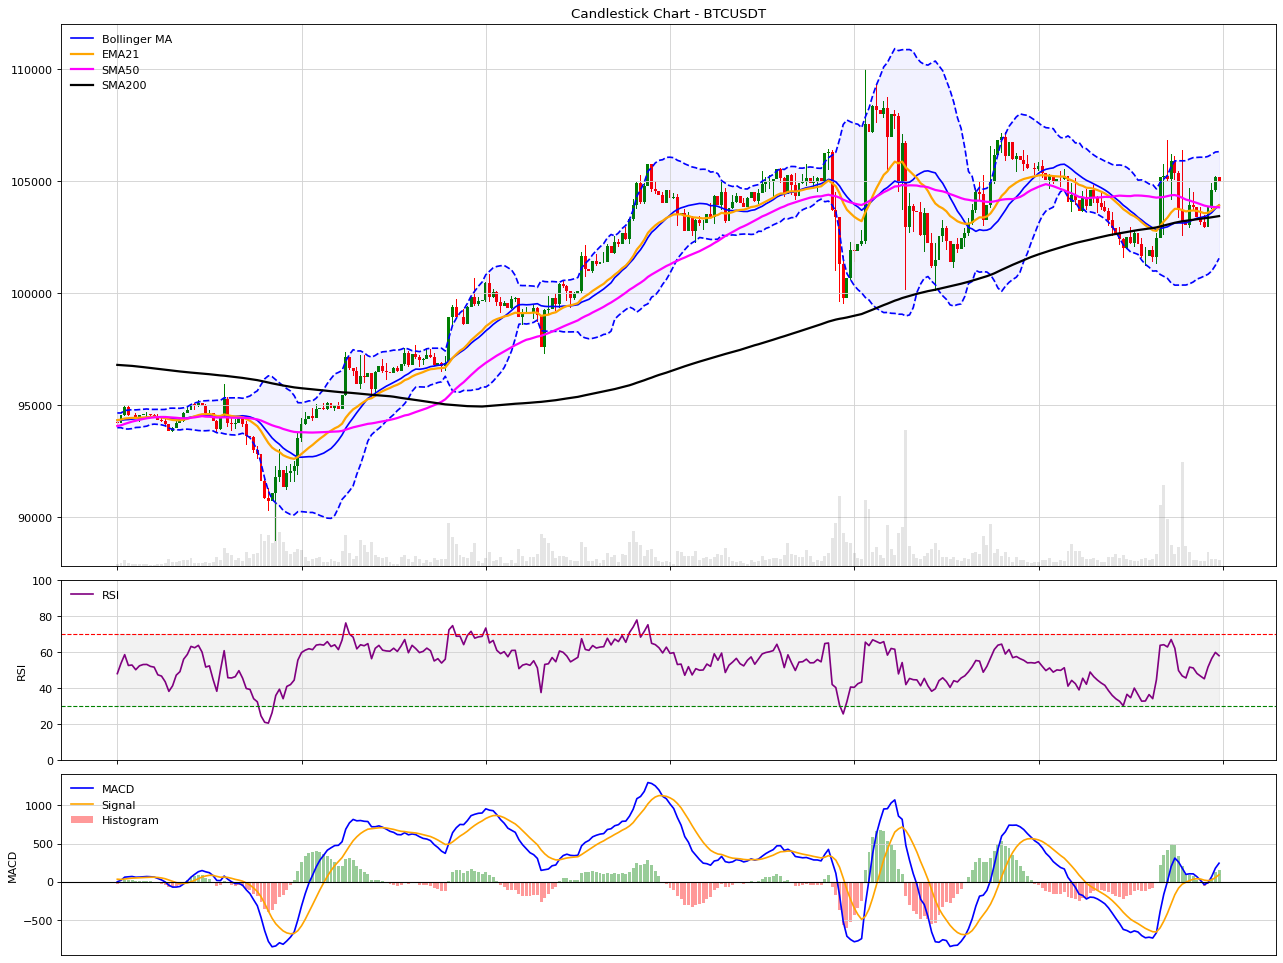 Candlestick Chart - BTCUSDT
Bollinger MA
EMA21
SMA50
SMA200
110000
105000
100000
95000
90000
RSI
100
80
60
40
20
0
RSI
MACD
Signal
Histogram
1000
500
0
−500
MACD